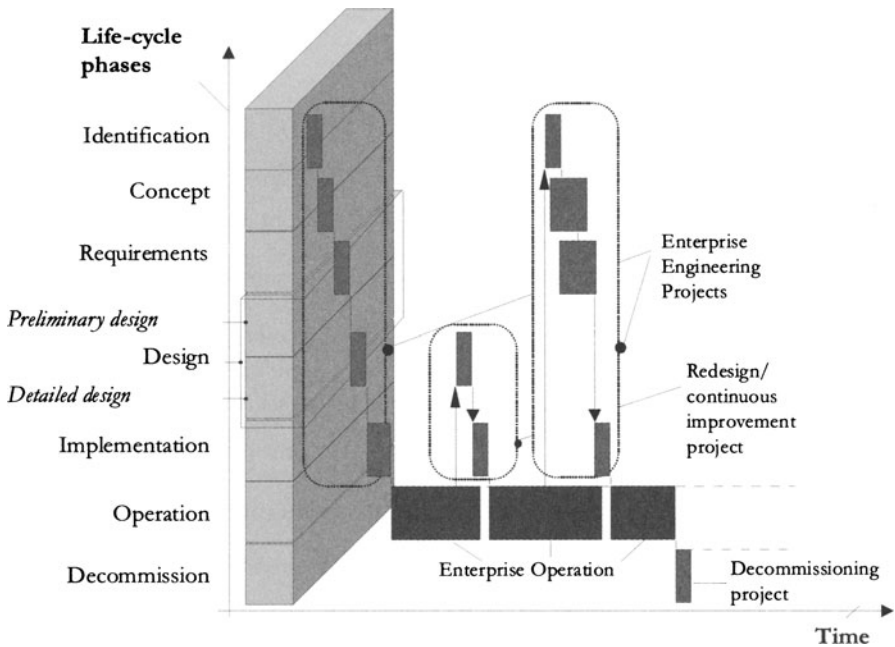 Life-cycle
phases
Identification
Concept
Requirements
Preliminary design
Design
Detailed design
Implementation
Operation
Decommission
Enterprise
Engineering
Projects
Redesign/
continuous
improvement
project
Enterprise Operation
Decommissioning
project
Time